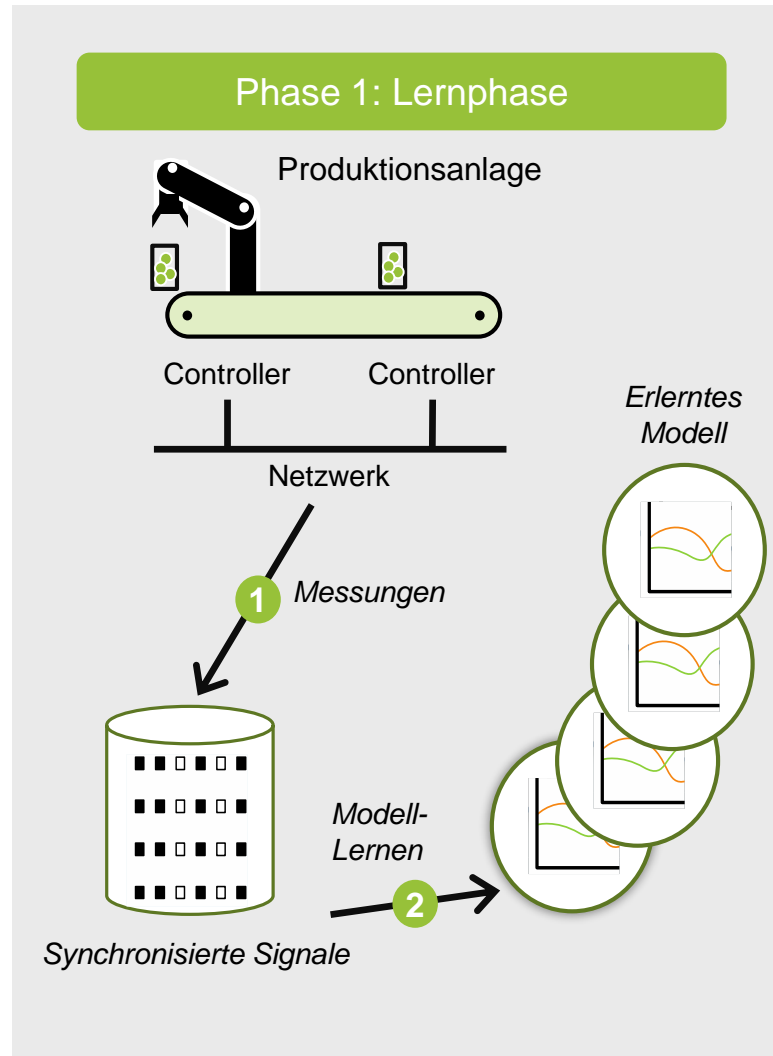 Phase 1: Lernphase
Produktionsanlage
Controller
Controller
Netzwerk
Erlerntes
Modell
1
Messungen
Modell-
Lernen
2
Synchronisierte Signale